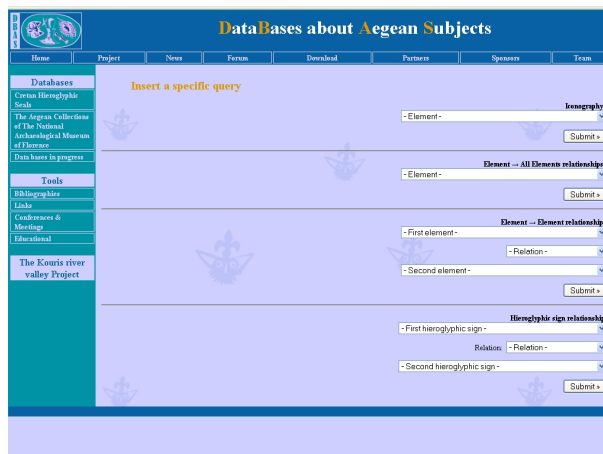 DBAS
DataBases about Aegean Subjects
Home Project News Forum Download Partners Sponsors Team
Databases
Cretan Hieroglyphic
Seals
The Aegean Collections
of The National
Archaeological Museum
of Florence
Data bases in progress
Tools
Bibliographies
Links
Conferences &
Meetings
Educational
The Kouris river
valley Project
Insert a specific query
Iconography
- Element -
Submit »
Element → All Elements relationships
- Element -
Submit »
Element → Element relationship
- First element -
- Relation -
- Second element -
Submit »
Hieroglyphic sign relationship
- First hieroglyphic sign -
Relation: - Relation -
- Second hieroglyphic sign -
Submit »